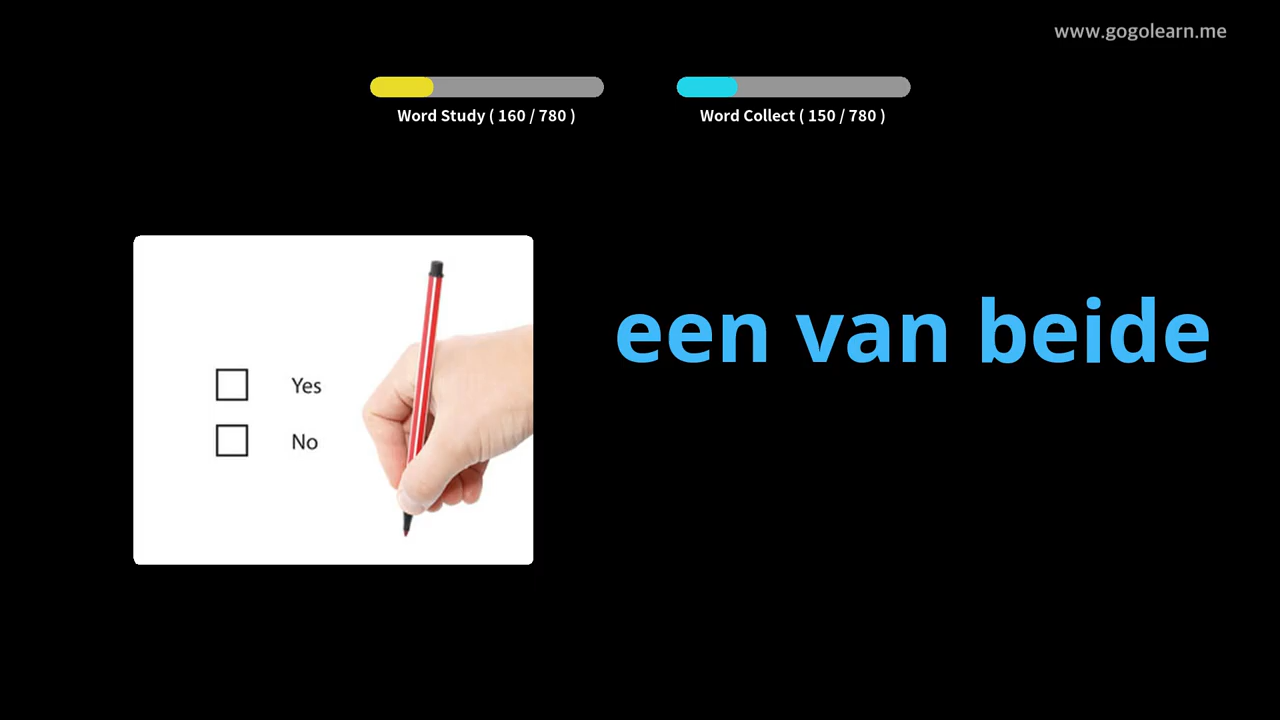 www.gogolearn.me
Word Study ( 160 / 780 )
Word Collect ( 150 / 780 )
een van beide
Yes
No